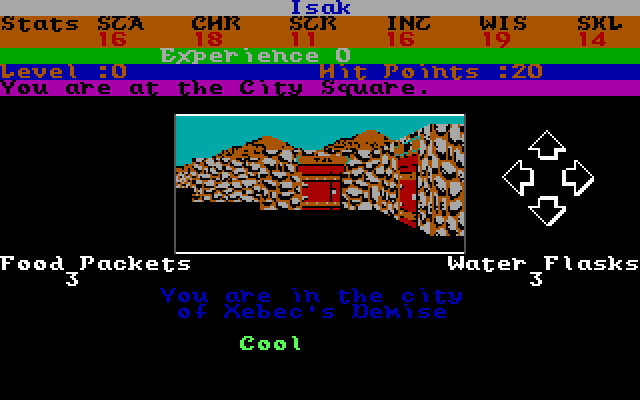 Isak
Stats STA CHR STR INT WIS SKL
16 18 11 16 19 14
Experience 0
Level :0 Hit Points :20
You are at the City Square.
Food Packets Water Flasks
3 3
You are in the city
of Xebec's Demise
Cool